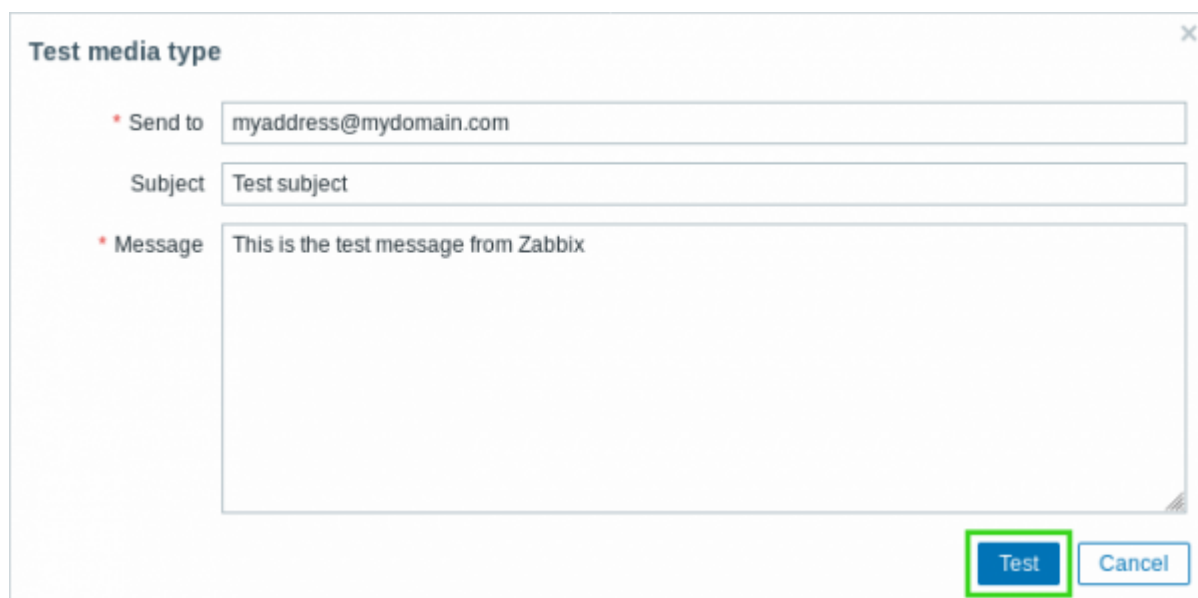 Test media type
* Send to myaddress@mydomain.com
Subject Test subject
* Message This is the test message from Zabbix
Test Cancel